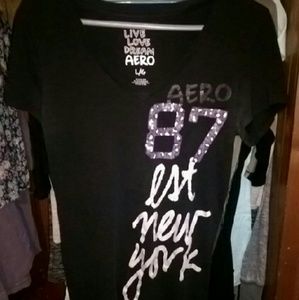 LIVE
LOVE
DREAM
AERO
L/G
AERO
87
est
new
york